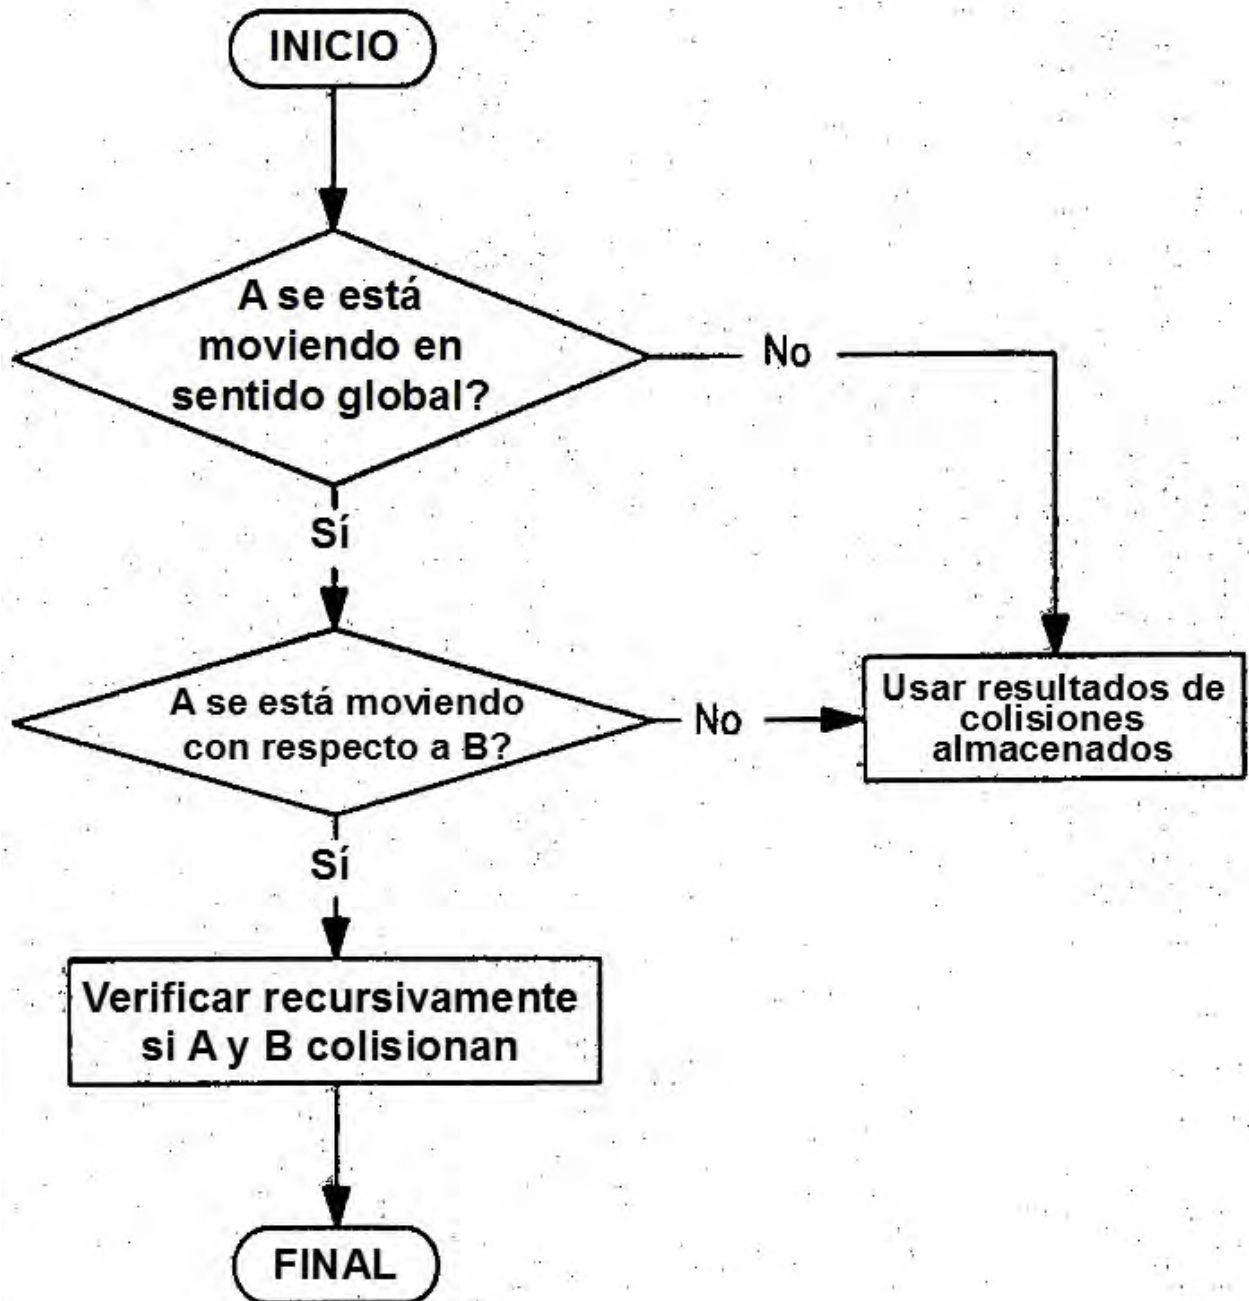 INICIO
A se está
moviendo en
sentido global?
No
Sí
A se está moviendo
con respecto a B?
No
Usar resultados de
colisiones
almacenados
Sí
Verificar recursivamente
si A y B colisionan
FINAL